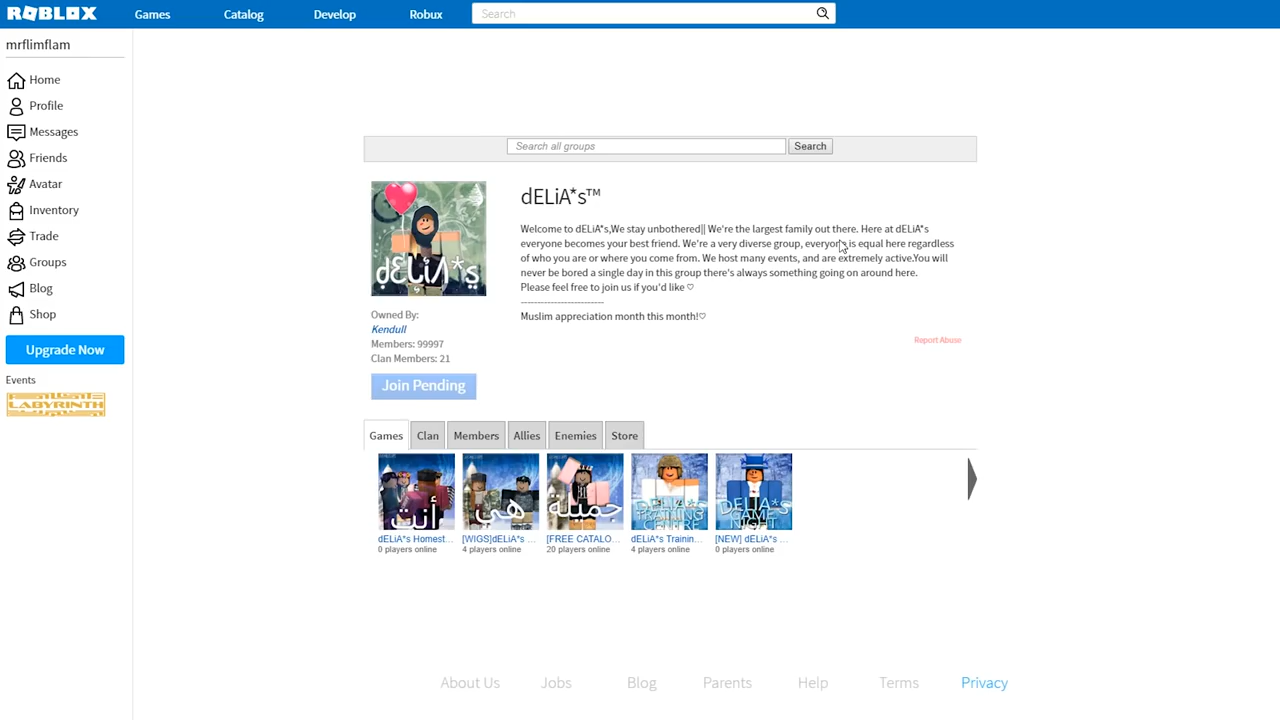 ROBLOX
Games
Catalog
Develop
Robux
Search
mrflimflam
Home
Profile
Messages
Friends
Avatar
Inventory
Trade
Groups
Blog
Shop
Upgrade Now
Events
LABYRINTH
Search all groups
Search
dELiA*s
dELiA*s™
Welcome to dELiA*s,We stay unbothered|| We're the largest family out there. Here at dELiA*s
everyone becomes your best friend. We're a very diverse group, everyone is equal here regardless
of who you are or where you come from. We host many events, and are extremely active.You will
never be bored a single day in this group there's always something going on around here.
Please feel free to join us if you'd like ♡
-------------------------
Muslim appreciation month this month!♡
Report Abuse
Owned By:
Kendull
Members: 99997
Clan Members: 21
Join Pending
Games
Clan
Members
Allies
Enemies
Store
أنت
هي
جميلة
DELIA*s
TRAINING
CENTRE
DELIA*s
GAME
NIGHT
dELiA*s Homest...
0 players online
[WIGS]dELiA*s ...
4 players online
[FREE CATALO...
20 players online
dELiA*s Trainin...
4 players online
[NEW] dELiA*s ...
0 players online
About Us
Jobs
Blog
Parents
Help
Terms
Privacy